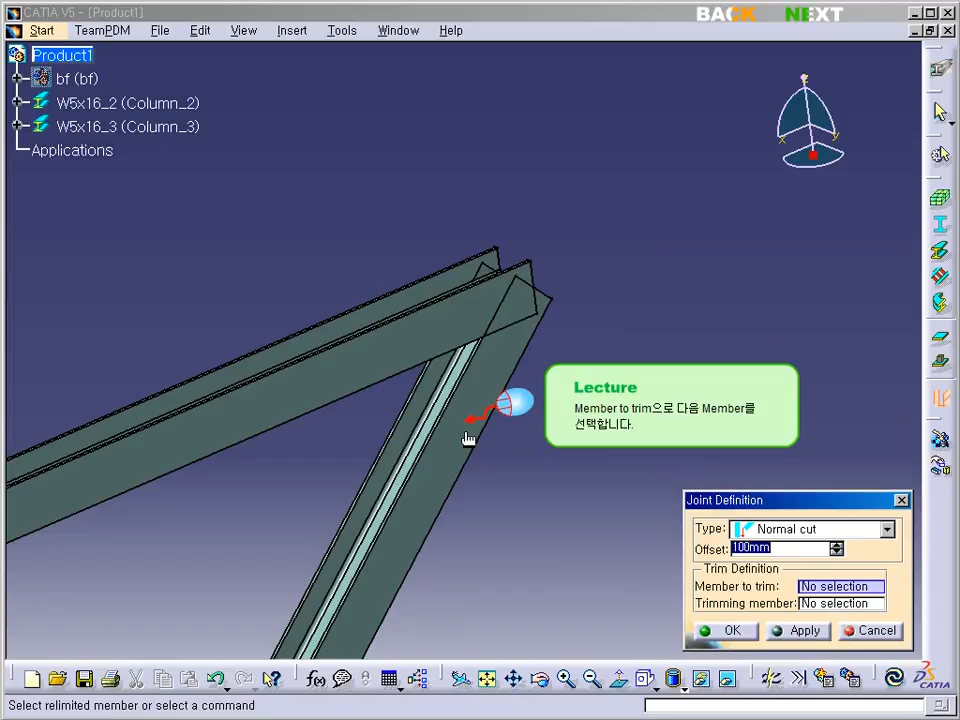 CATIA V5 - [Product1]
BACK NEXT
Start TeamPDM File Edit View Insert Tools Window Help
Product1
bf (bf)
W5x16_2 (Column_2)
W5x16_3 (Column_3)
Applications
x y
Lecture
Member to trim으로 다음 Member를
선택합니다.
Joint Definition
Type: Normal cut
Offset: 100mm
Trim Definition
Member to trim: No selection
Trimming member: No selection
OK Apply Cancel
f(x)
CATIA
Select relimited member or select a command